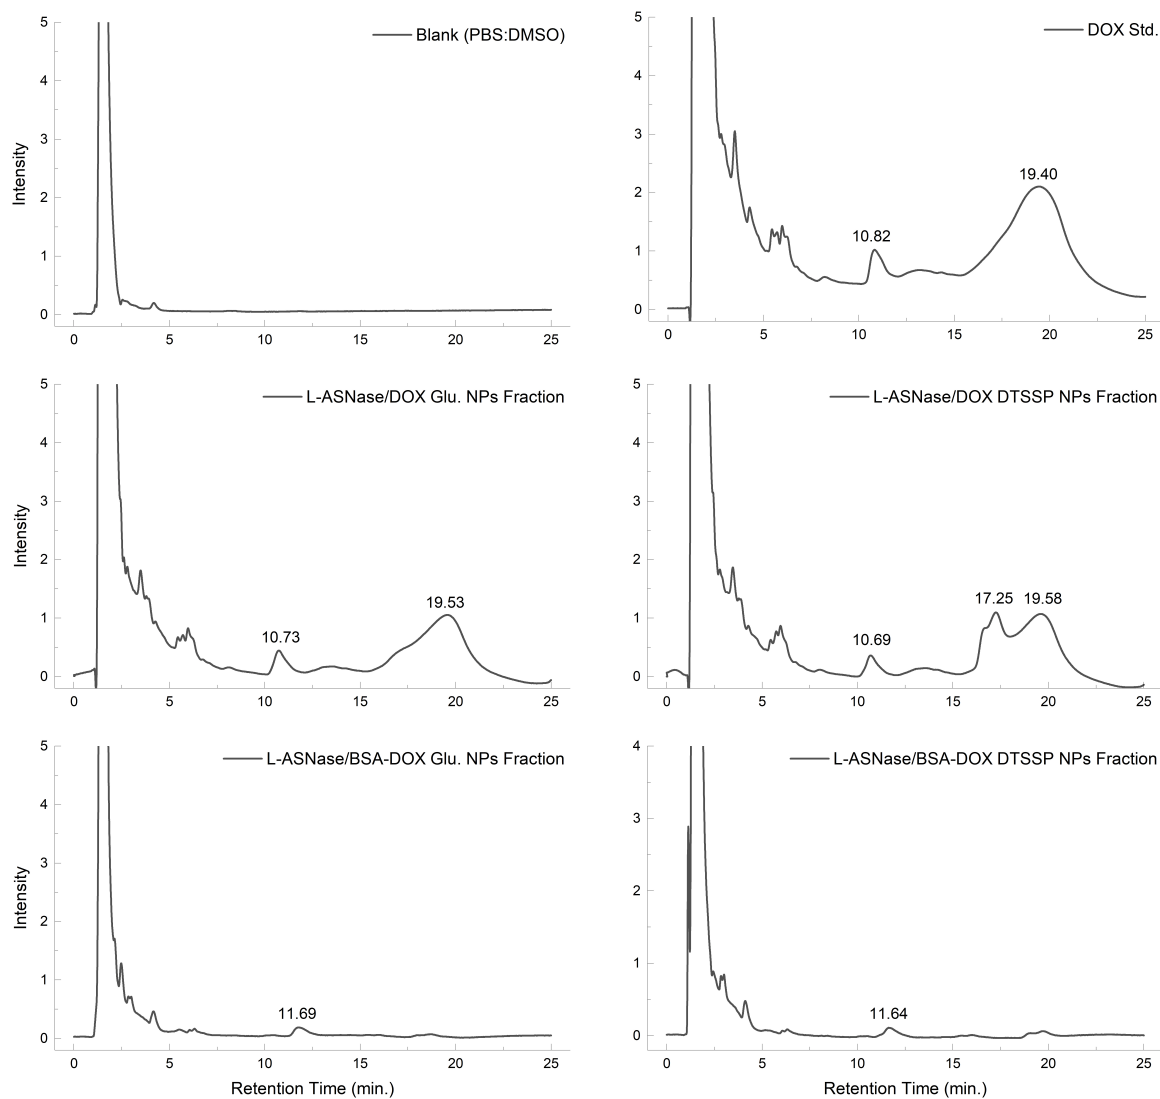 Blank (PBS:DMSO)
Intensity
5
4
3
2
1
0
0 5 10 15 20 25
DOX Std.
19.40
10.82
5
4
3
2
1
0
0 5 10 15 20 25
L-ASNase/DOX Glu. NPs Fraction
Intensity
10.73
19.53
5
4
3
2
1
0
0 5 10 15 20 25
L-ASNase/DOX DTSSP NPs Fraction
10.69
17.25 19.58
5
4
3
2
1
0
0 5 10 15 20 25
L-ASNase/BSA-DOX Glu. NPs Fraction
Intensity
11.69
5
4
3
2
1
0
0 5 10 15 20 25
Retention Time (min.)
L-ASNase/BSA-DOX DTSSP NPs Fraction
11.64
4
3
2
1
0
0 5 10 15 20 25
Retention Time (min.)